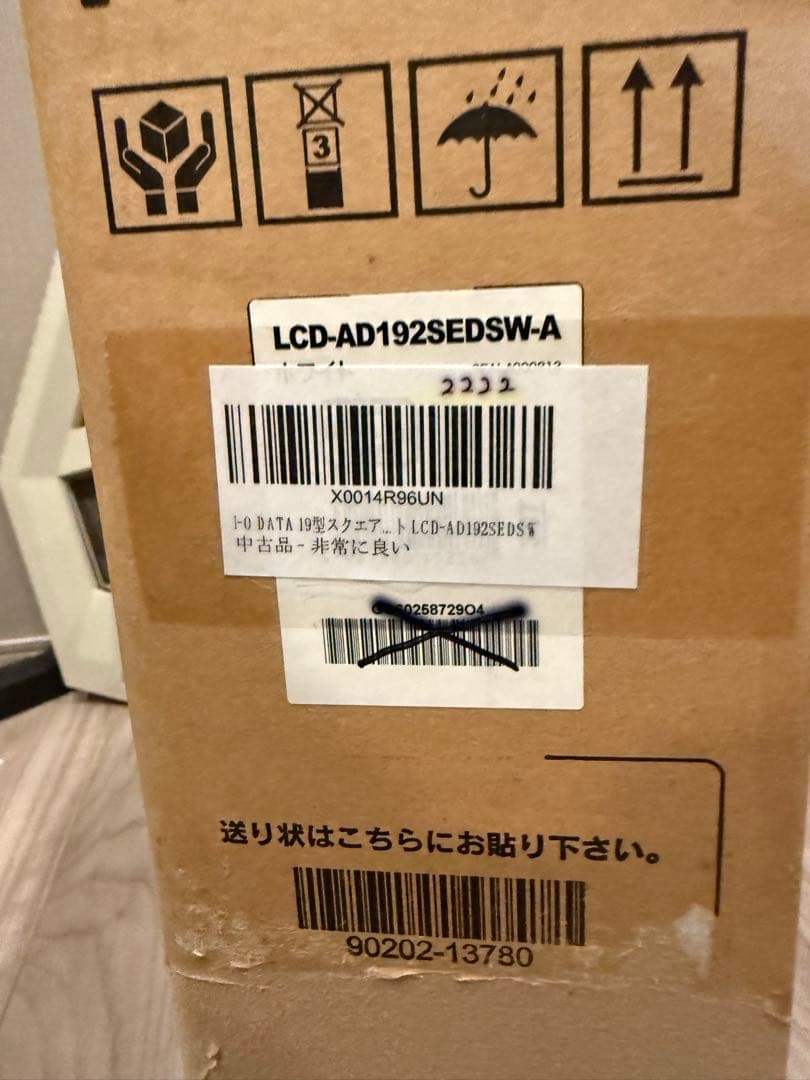 3
LCD-AD192SEDSW-A
2222
X0014R96UN
I-O DATA 19型スクエア...ト LCD-AD192SEDSW
中古品 - 非常に良い
送り状はこちらにお貼り下さい。
90202-13780